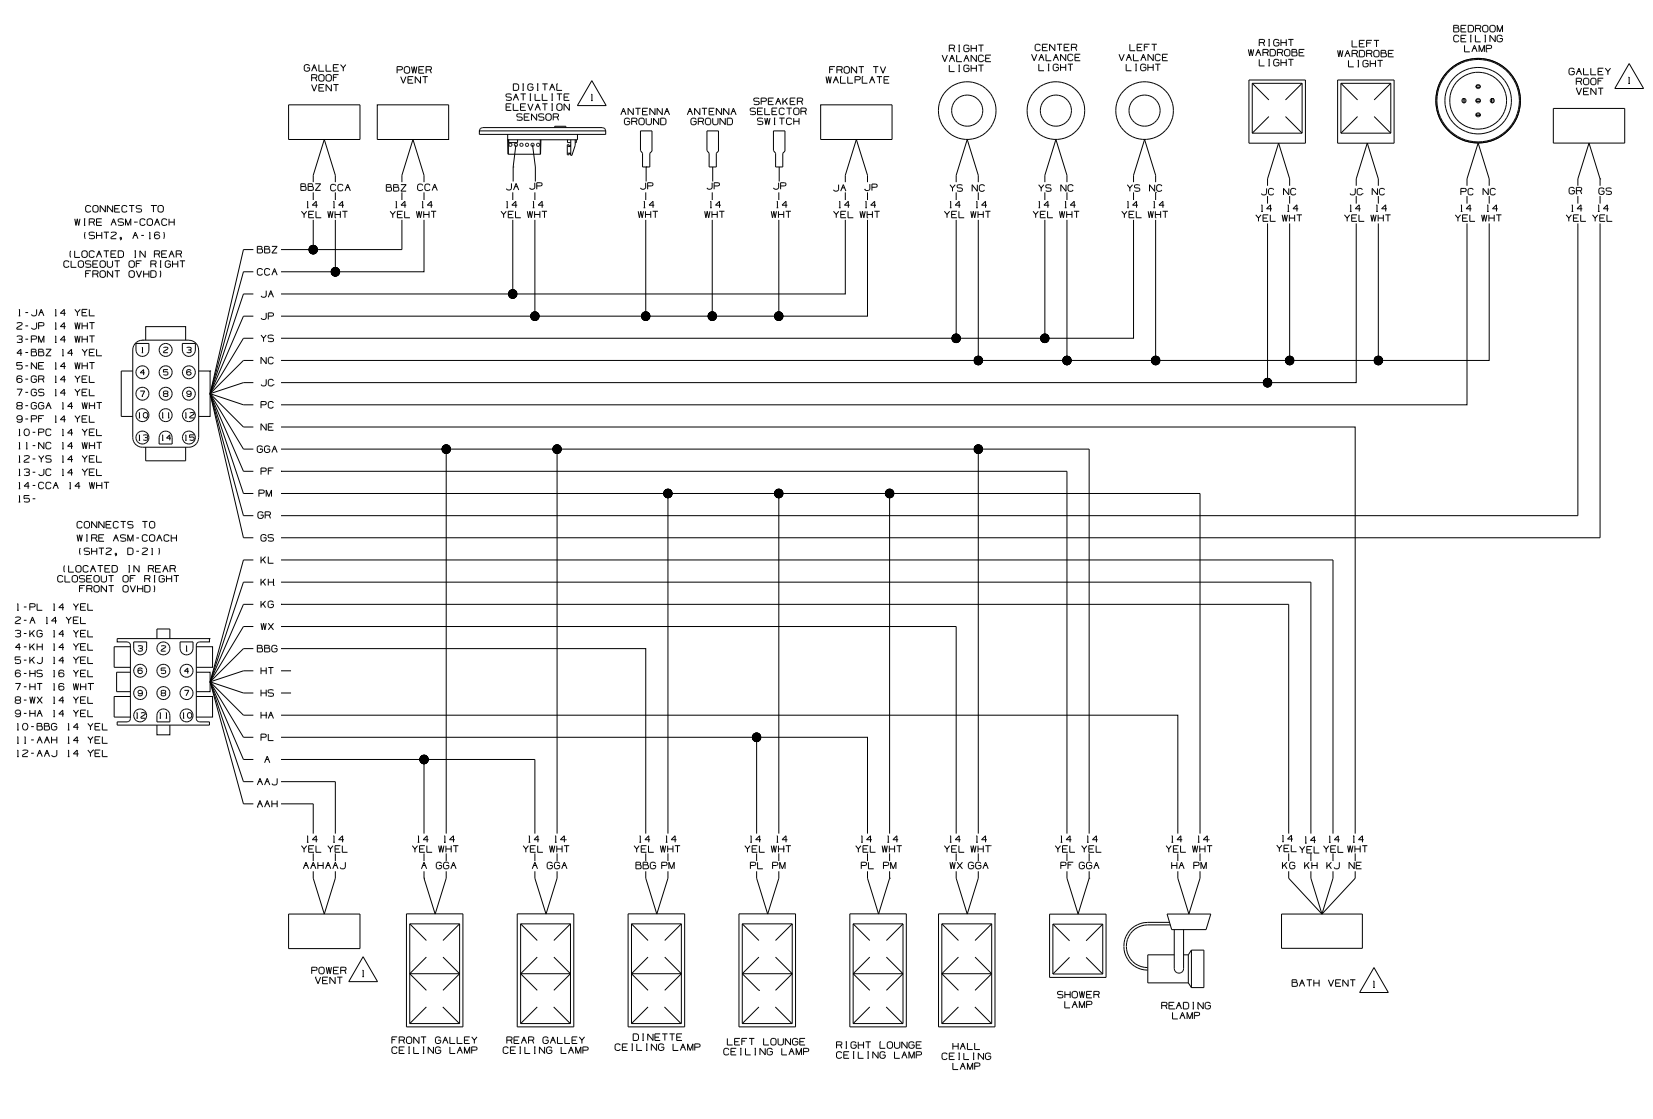 GALLEY
ROOF
VENT
POWER
VENT
DIGITAL
SATILLITE
ELEVATION
SENSOR
1
ANTENNA
GROUND
ANTENNA
GROUND
SPEAKER
SELECTOR
SWITCH
FRONT TV
WALLPLATE
RIGHT
VALANCE
LIGHT
CENTER
VALANCE
LIGHT
LEFT
VALANCE
LIGHT
RIGHT
WARDROBE
LIGHT
LEFT
WARDROBE
LIGHT
BEDROOM
CEILING
LAMP
GALLEY
ROOF
VENT
1
BBZ CCA BBZ CCA JA JP JP JP JP JA JP YS NC YS NC YS NC JC NC JC NC PC NC GR GS
14 14 14 14 14 14 14 14 14 14 14 14 14 14 14 14 14 14 14 14 14 14 14 14 14
YEL WHT YEL WHT YEL WHT WHT WHT WHT YEL WHT YEL WHT YEL WHT YEL WHT YEL WHT YEL WHT YEL WHT YEL YEL
CONNECTS TO
WIRE ASM-COACH
(SHT2, A-16)
(LOCATED IN REAR
CLOSEOUT OF RIGHT
FRONT OVHD)
1-JA 14 YEL
2-JP 14 WHT
3-PM 14 WHT
4-BBZ 14 YEL
5-NE 14 WHT
6-GR 14 YEL
7-GS 14 YEL
8-GGA 14 WHT
9-PF 14 YEL
10-PC 14 YEL
11-NC 14 WHT
12-YS 14 YEL
13-JC 14 YEL
14-CCA 14 WHT
15-
1 2 3
4 5 6
7 8 9
10 11 12
13 14 15
BBZ
CCA
JA
JP
YS
NC
JC
PC
NE
GGA
PF
PM
GR
GS
CONNECTS TO
WIRE ASM-COACH
(SHT2, D-21)
(LOCATED IN REAR
CLOSEOUT OF RIGHT
FRONT OVHD)
1-PL 14 YEL
2-A 14 YEL
3-KG 14 YEL
4-KH 14 YEL
5-KJ 14 YEL
6-HS 16 YEL
7-HT 16 WHT
8-WX 14 YEL
9-HA 14 YEL
10-BBG 14 YEL
11-AAH 14 YEL
12-AAJ 14 YEL
3 2 1
6 5 4
9 8 7
12 11 10
KL
KH
KG
WX
BBG
HT
HS
HA
PL
A
AAJ
AAH
14 14 14 14 14 14 14 14 14 14 14 14 14 14 14 14 14 14 14 14 14 14
YEL YEL YEL WHT YEL WHT YEL WHT YEL WHT YEL WHT YEL WHT YEL YEL YEL WHT YEL YEL YEL WHT
AAH AAJ A GGA A GGA BBG PM PL PM PL PM WX GGA PF GGA HA PM KG KH KJ NE
POWER
VENT
1
FRONT GALLEY
CEILING LAMP
REAR GALLEY
CEILING LAMP
DINETTE
CEILING LAMP
LEFT LOUNGE
CEILING LAMP
RIGHT LOUNGE
CEILING LAMP
HALL
CEILING
LAMP
SHOWER
LAMP
READING
LAMP
BATH VENT
1